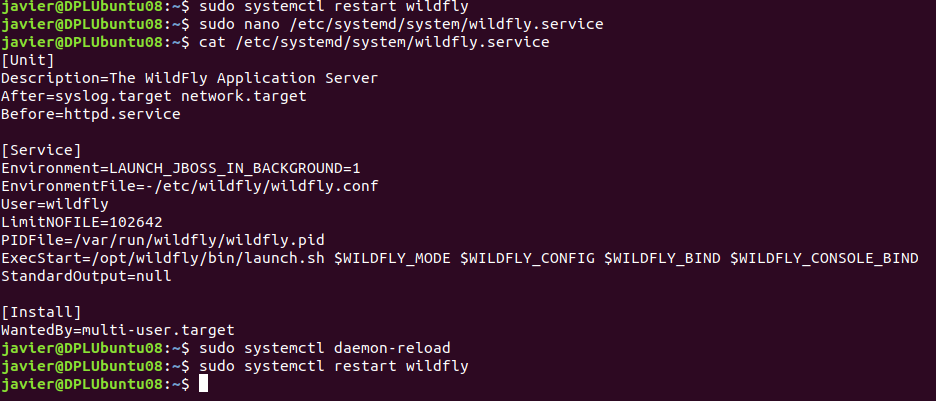 javier@DPLUbuntu08:~$ sudo systemctl restart wildfly
javier@DPLUbuntu08:~$ sudo nano /etc/systemd/system/wildfly.service
javier@DPLUbuntu08:~$ cat /etc/systemd/system/wildfly.service
[Unit]
Description=The WildFly Application Server
After=syslog.target network.target
Before=httpd.service

[Service]
Environment=LAUNCH_JBOSS_IN_BACKGROUND=1
EnvironmentFile=-/etc/wildfly/wildfly.conf
User=wildfly
LimitNOFILE=102642
PIDFile=/var/run/wildfly/wildfly.pid
ExecStart=/opt/wildfly/bin/launch.sh $WILDFLY_MODE $WILDFLY_CONFIG $WILDFLY_BIND $WILDFLY_CONSOLE_BIND
StandardOutput=null

[Install]
WantedBy=multi-user.target
javier@DPLUbuntu08:~$ sudo systemctl daemon-reload
javier@DPLUbuntu08:~$ sudo systemctl restart wildfly
javier@DPLUbuntu08:~$